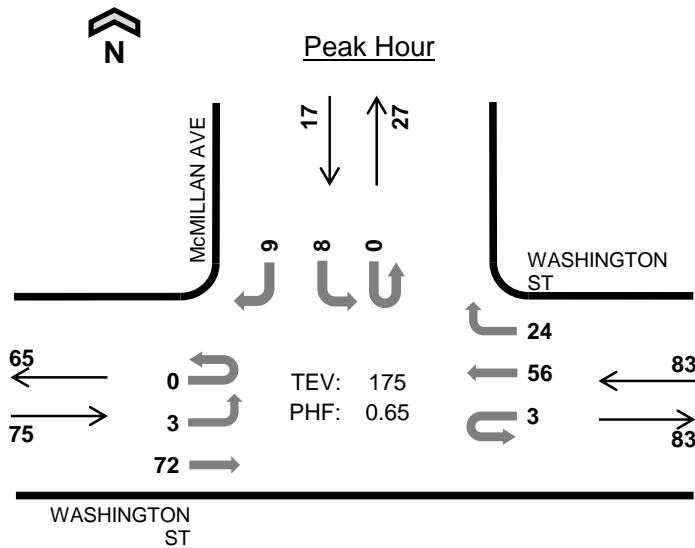 N
Peak Hour
McMILLAN AVE
17
27
9
8
0
WASHINGTON
ST
24
56
3
83
83
65
75
0
3
72
TEV: 175
PHF: 0.65
WASHINGTON
ST